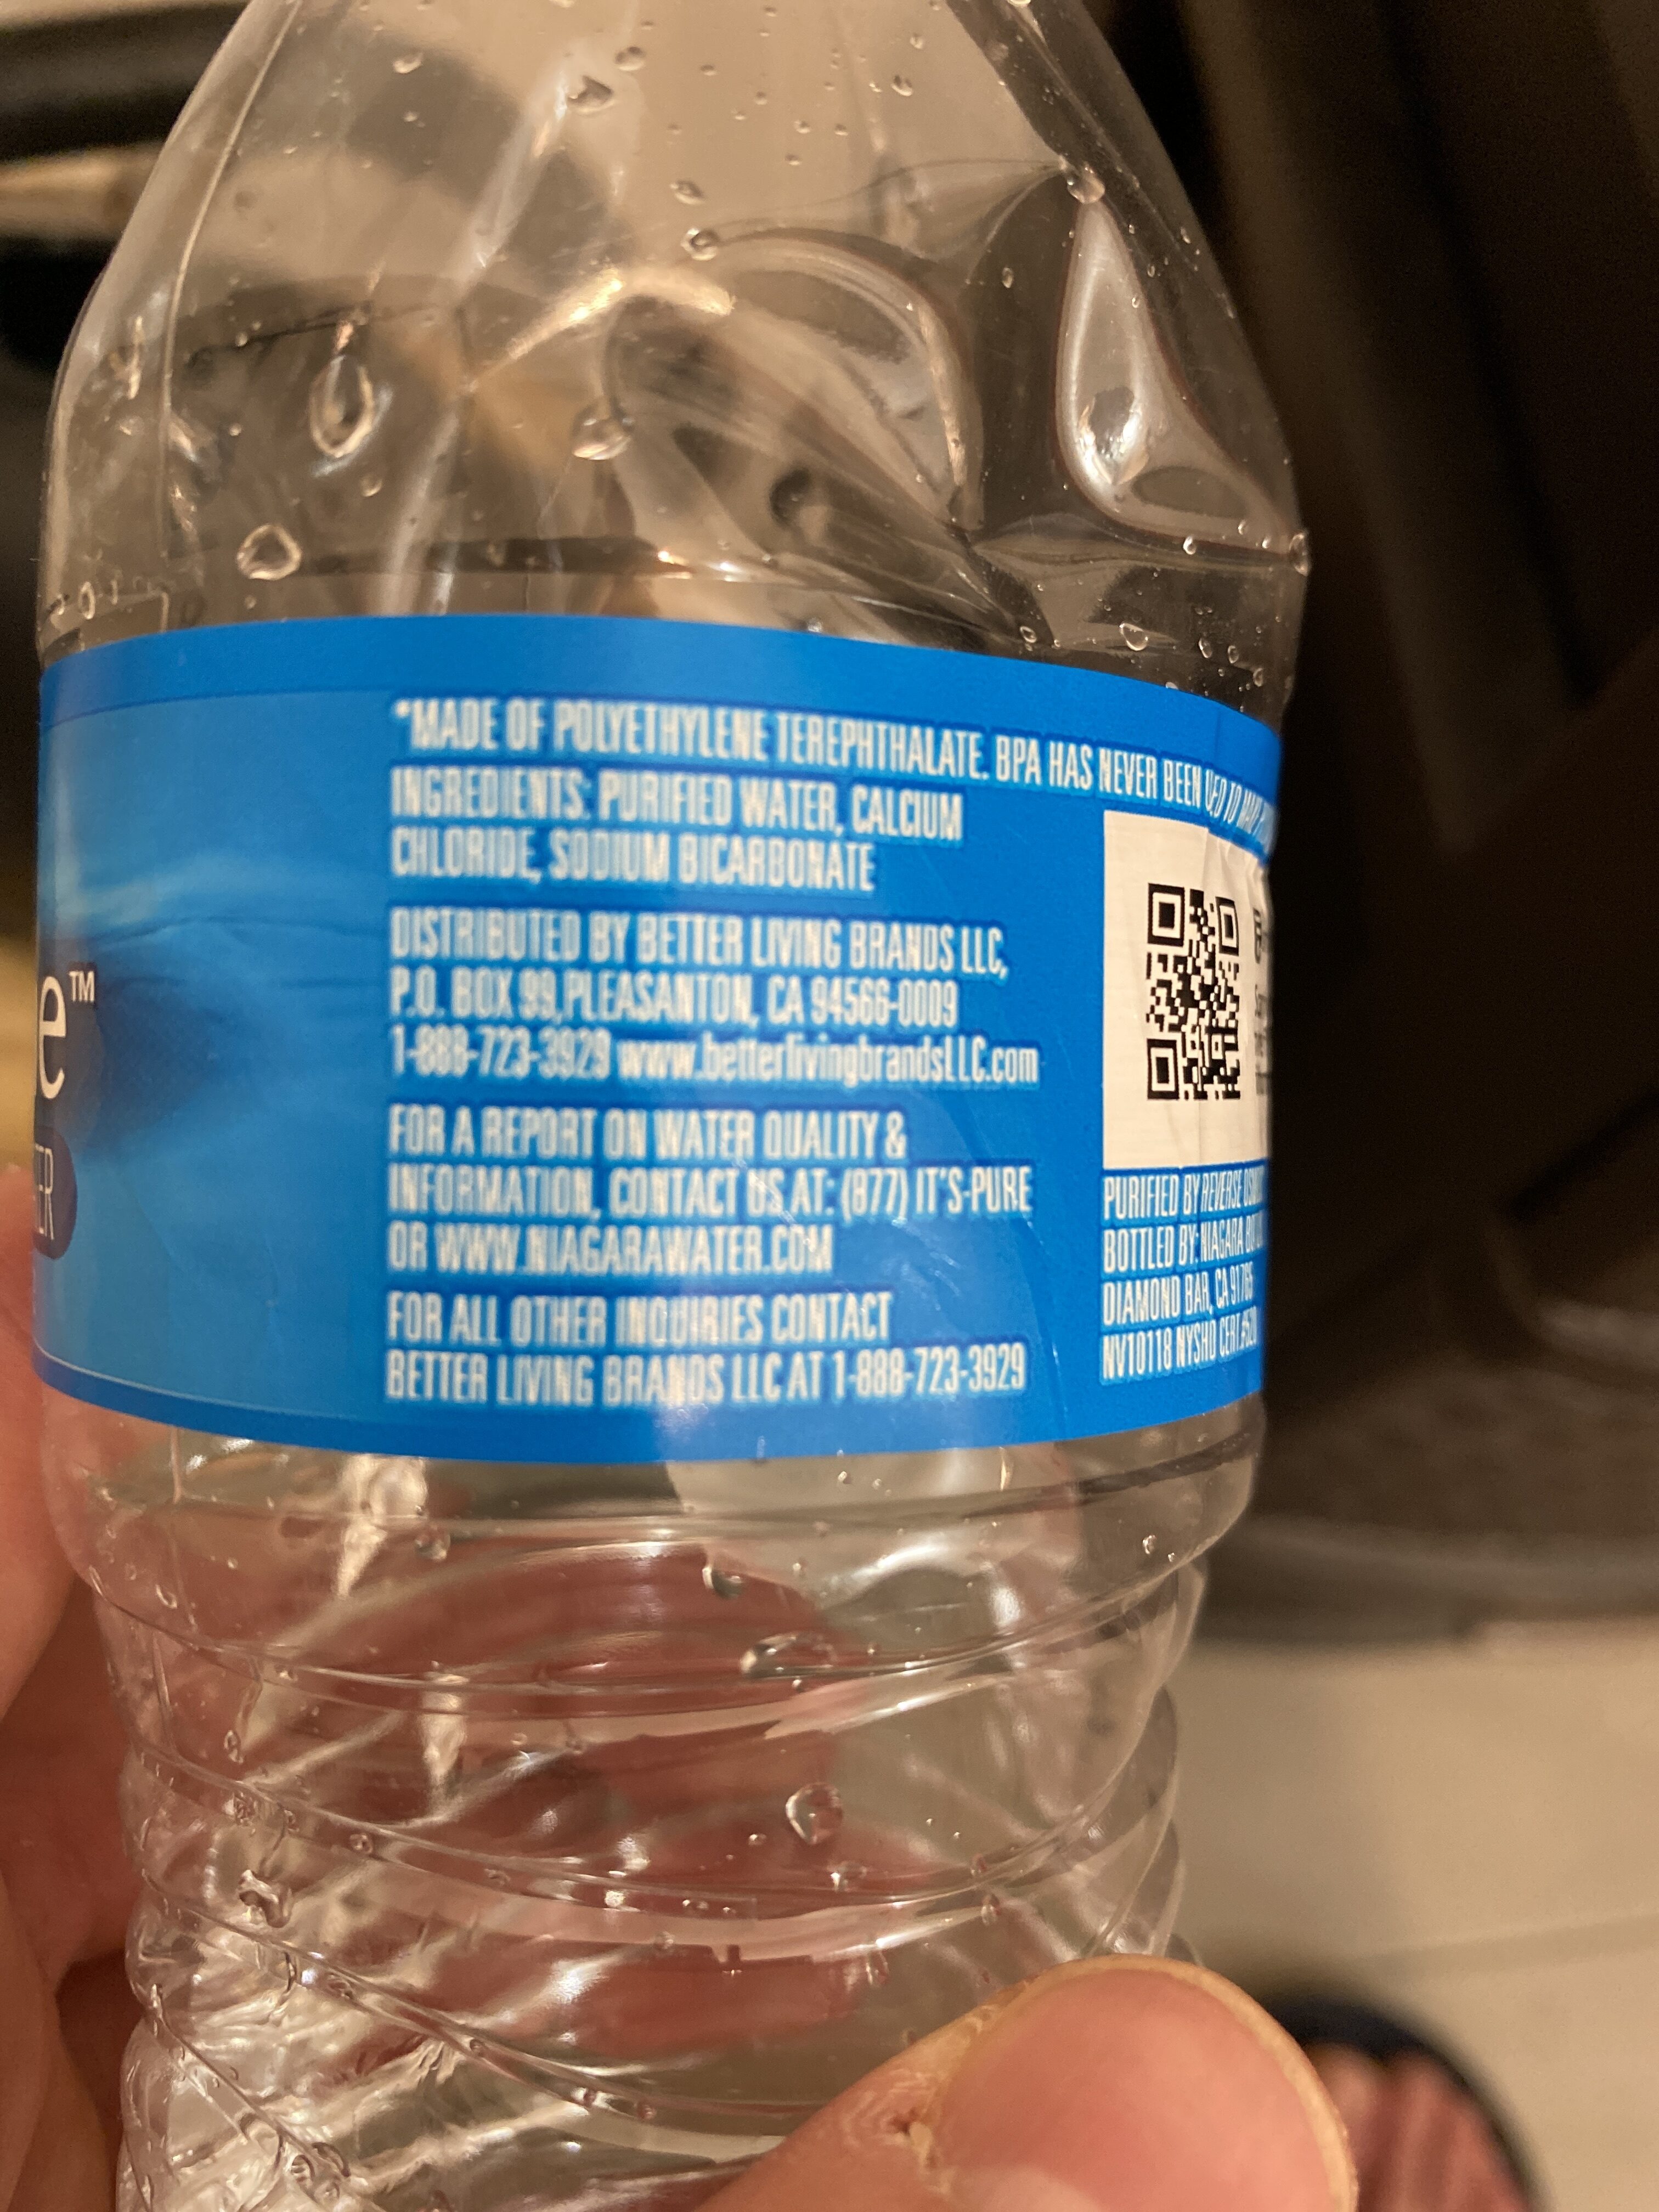 e™
*MADE OF POLYETHYLENE TEREPHTHALATE. BPA HAS NEVER BEEN
INGREDIENTS: PURIFIED WATER, CALCIUM
CHLORIDE, SODIUM BICARBONATE
DISTRIBUTED BY BETTER LIVING BRANDS LLC,
P.O. BOX 99, PLEASANTON, CA 94566-0009
1-888-723-3929 www.betterlivingbrandsLLC.com
FOR A REPORT ON WATER QUALITY &
INFORMATION, CONTACT US AT: (877) IT'S-PURE
OR WWW.NIAGARAWATER.COM
FOR ALL OTHER INQUIRIES CONTACT
BETTER LIVING BRANDS LLC AT 1-888-723-3929
PURIFIED BY REVERSE
BOTTLED BY: NIAGARA
DIAMOND BAR, CA 91765
NV10118 NYSHD CERT.